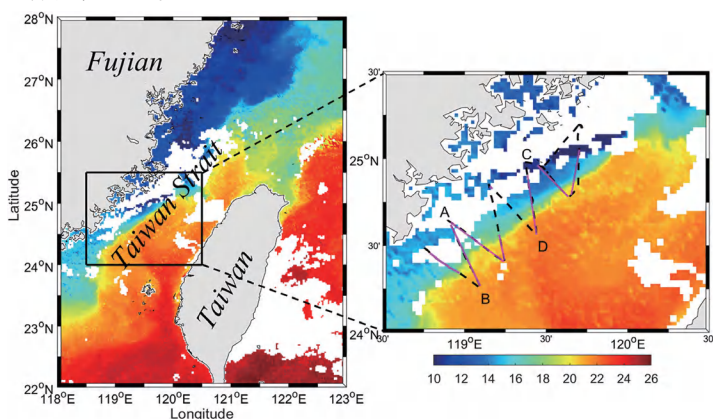 28°N
27°N
26°N
25°N
24°N
23°N
22°N
118°E
119°E
120°E
121°E
122°E
123°E
Latitude
Longitude
Fujian
Taiwan Strait
Taiwan
30'
25°N
30'
24°N
30'
119°E
30'
120°E
30'
A
B
C
D
10 12 14 16 18 20 22 24 26